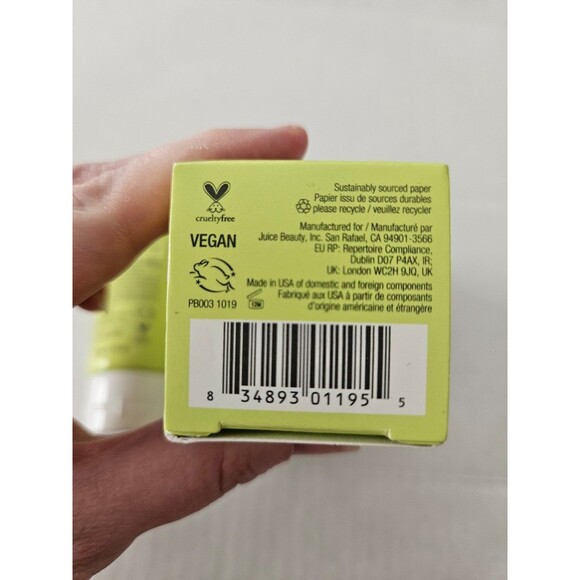 Sustainably sourced paper
Papier issu de sources durables
please recycle / veuillez recycler
crueltyfree
VEGAN
Manufactured for / Manufacturé par
Juice Beauty, Inc. San Rafael, CA 94901-3566
EU RP: Repertoire Compliance,
Dublin D07 P4AX, IR;
UK: London WC2H 9JQ, UK
Made in USA of domestic and foreign components
Fabriqué aux USA à partir de composants
d'origine américaine et étrangère
PB003 1019
12M
8 34893 01195 5